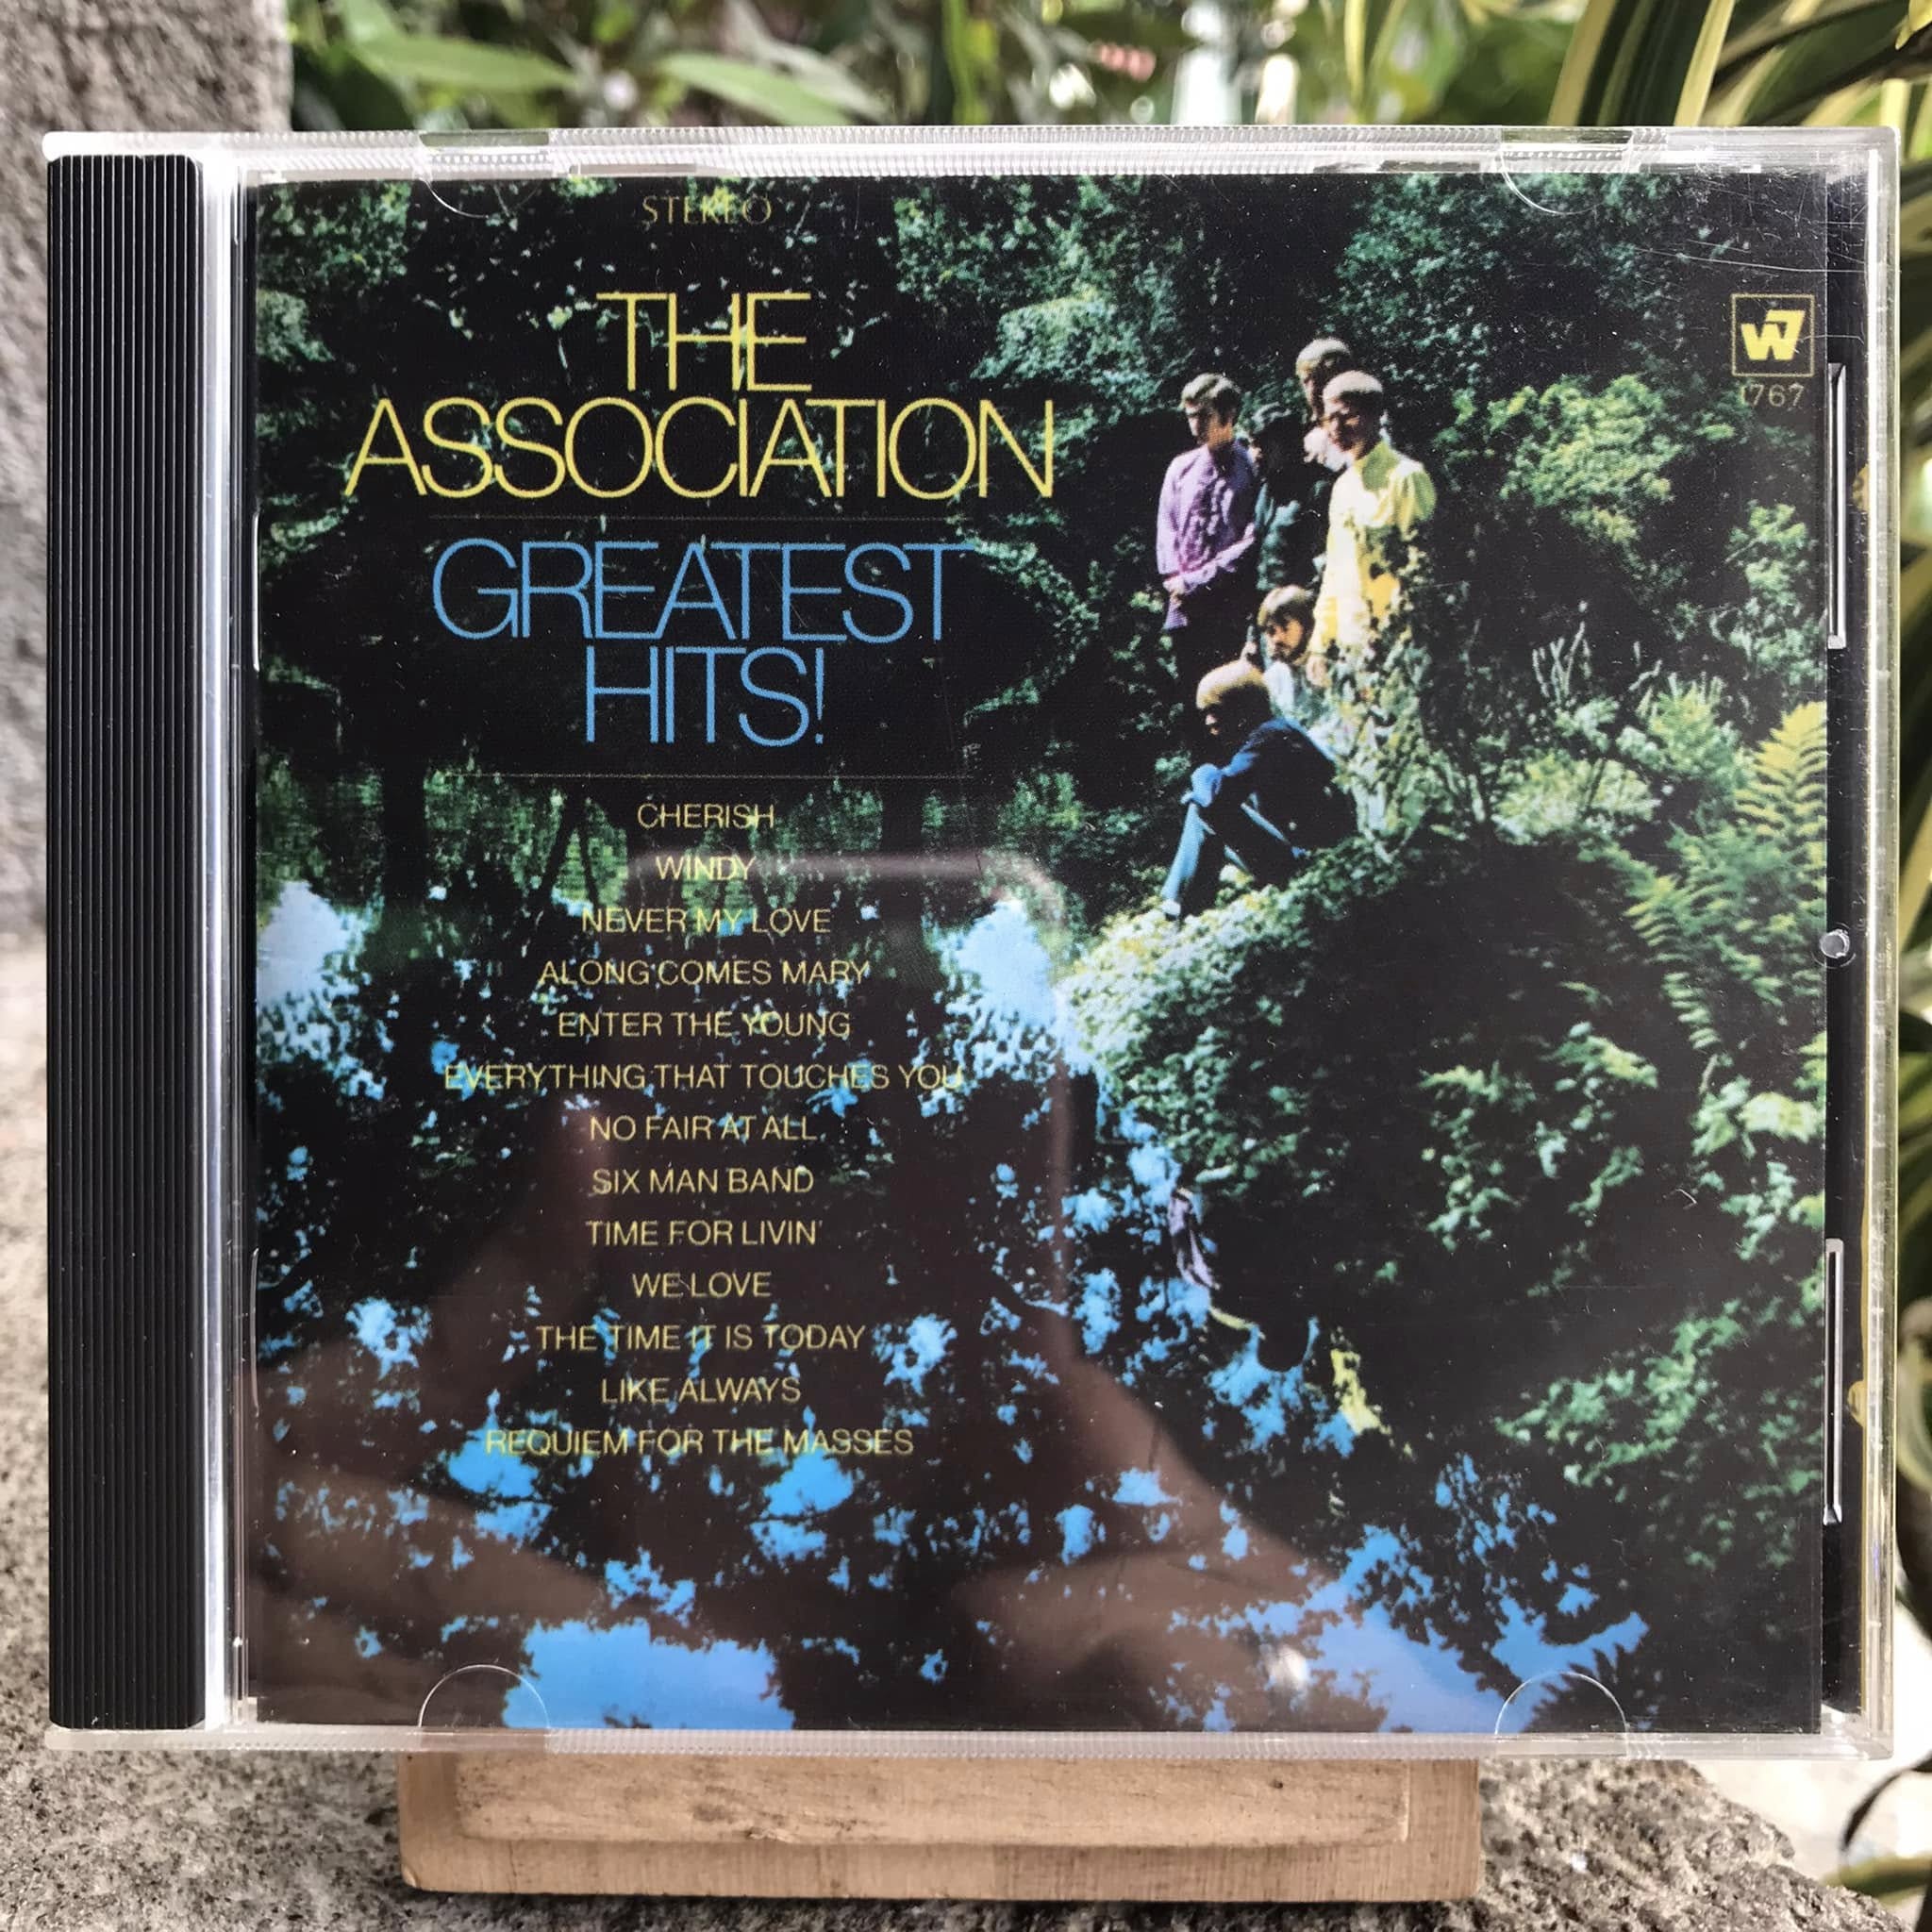 STEREO
THE
ASSOCIATION
GREATEST
HITS!
W7
1767
CHERISH
WINDY
NEVER MY LOVE
ALONG COMES MARY
ENTER THE YOUNG
EVERYTHING THAT TOUCHES YOU
NO FAIR AT ALL
SIX MAN BAND
TIME FOR LIVIN'
WE LOVE
THE TIME IT IS TODAY
LIKE ALWAYS
REQUIEM FOR THE MASSES